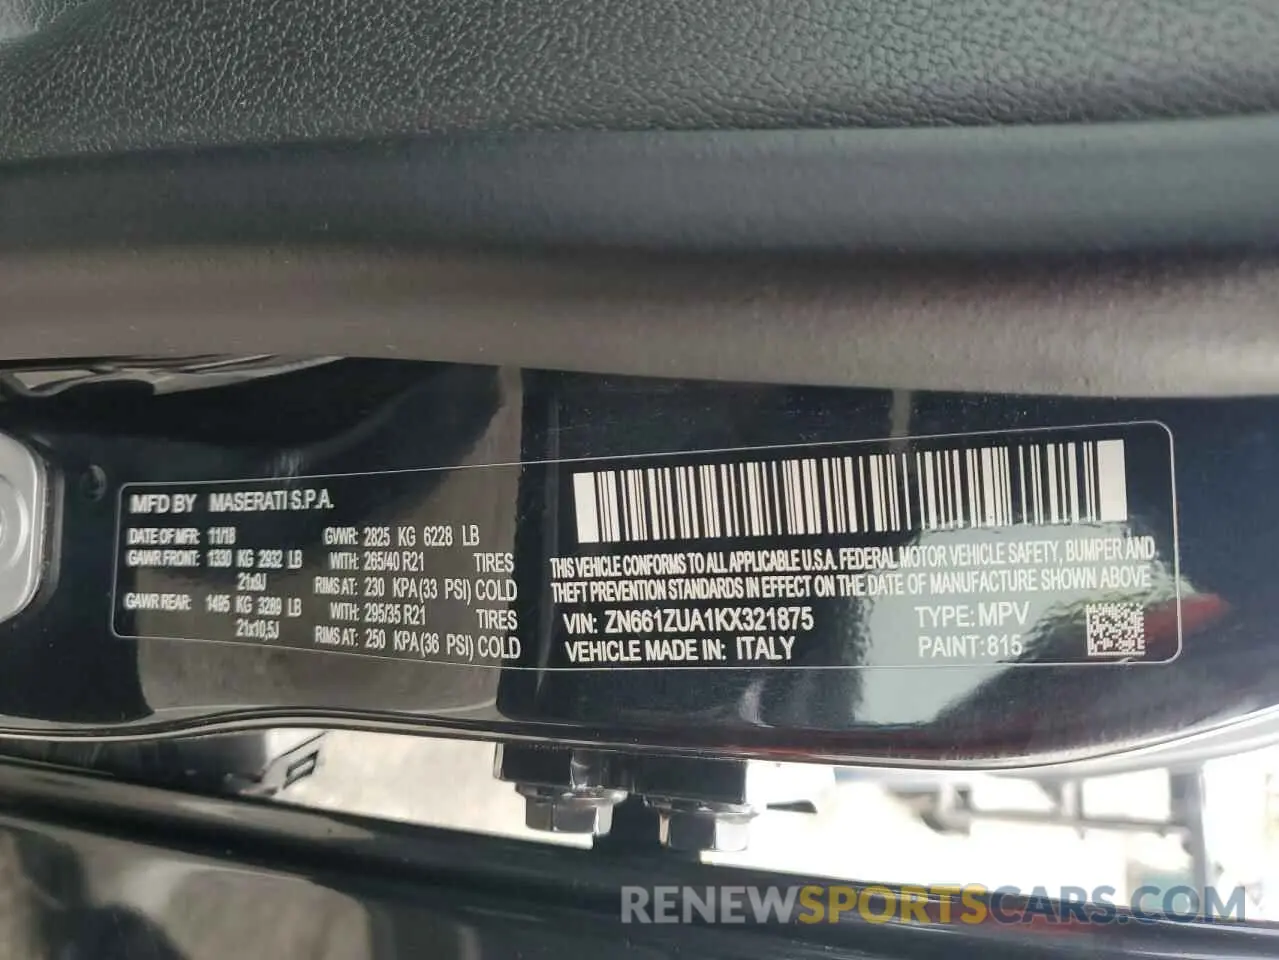 MFD BY MASERATI S.P.A.
DATE OF MFR: 11/18 GVWR: 2825 KG 6228 LB
GAWR FRONT: 1330 KG 2932 LB WITH: 265/40 R21 TIRES
21x9J RIMS AT: 230 KPA(33 PSI) COLD
GAWR REAR: 1495 KG 3289 LB WITH: 295/35 R21 TIRES
21x10,5J RIMS AT: 250 KPA(36 PSI) COLD
THIS VEHICLE CONFORMS TO ALL APPLICABLE U.S.A. FEDERAL MOTOR VEHICLE SAFETY, BUMPER AND
THEFT PREVENTION STANDARDS IN EFFECT ON THE DATE OF MANUFACTURE SHOWN ABOVE
VIN: ZN661ZUA1KX321875 TYPE: MPV
VEHICLE MADE IN: ITALY PAINT:815
RENEWSPORTSCARS.COM